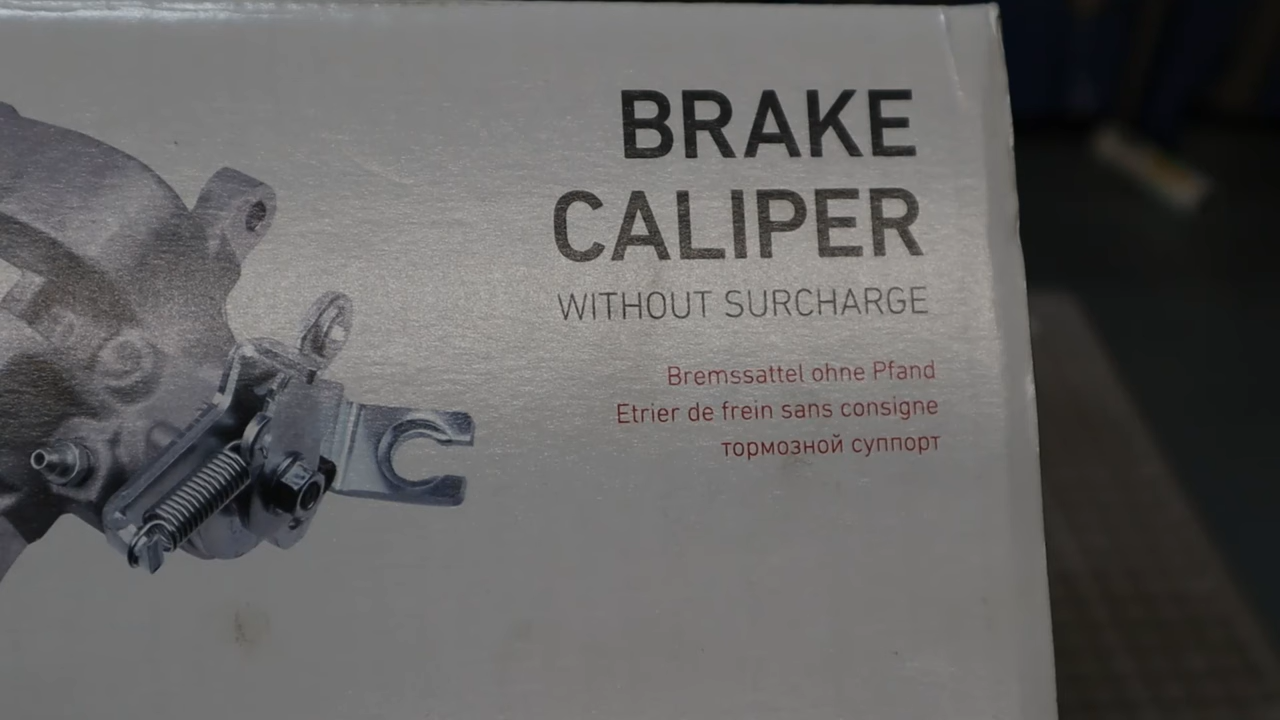 BRAKE
CALIPER
WITHOUT SURCHARGE
Bremssattel ohne Pfand
Etrier de frein sans consigne
тормозной суппорт